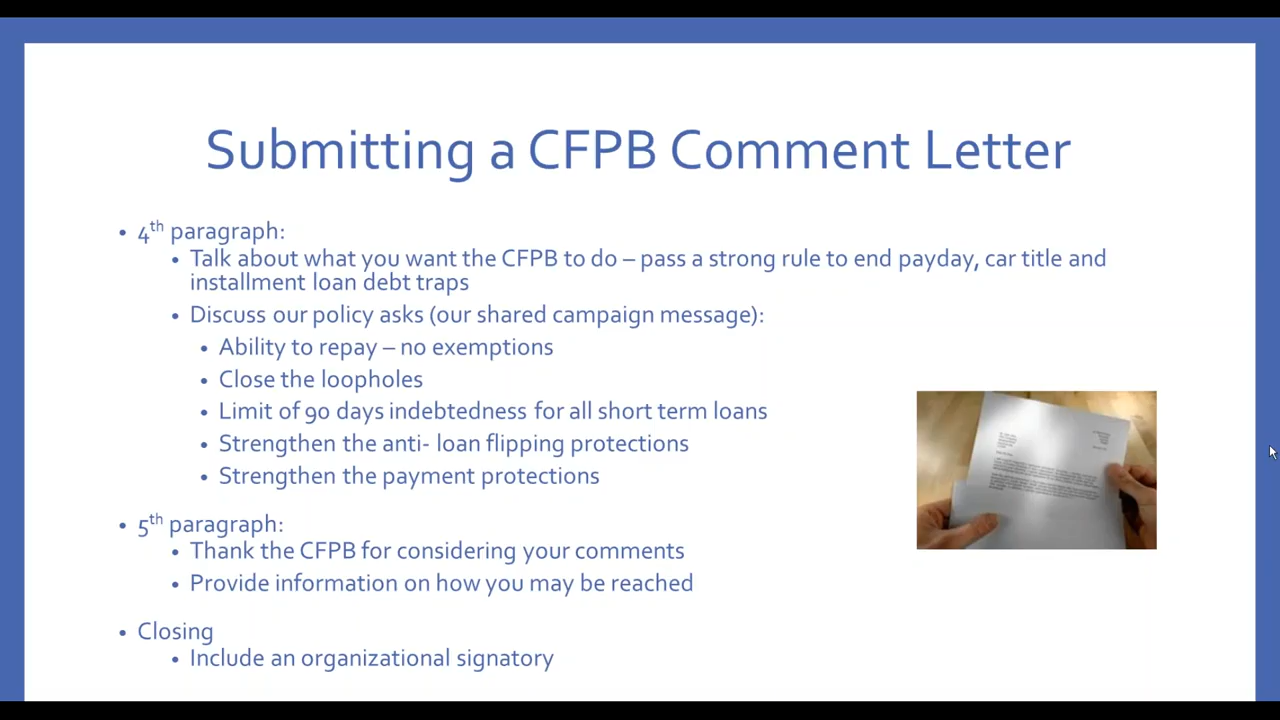 Submitting a CFPB Comment Letter
• 4th paragraph:
• Talk about what you want the CFPB to do – pass a strong rule to end payday, car title and
installment loan debt traps
• Discuss our policy asks (our shared campaign message):
• Ability to repay – no exemptions
• Close the loopholes
• Limit of 90 days indebtedness for all short term loans
• Strengthen the anti- loan flipping protections
• Strengthen the payment protections
• 5th paragraph:
• Thank the CFPB for considering your comments
• Provide information on how you may be reached
• Closing
• Include an organizational signatory